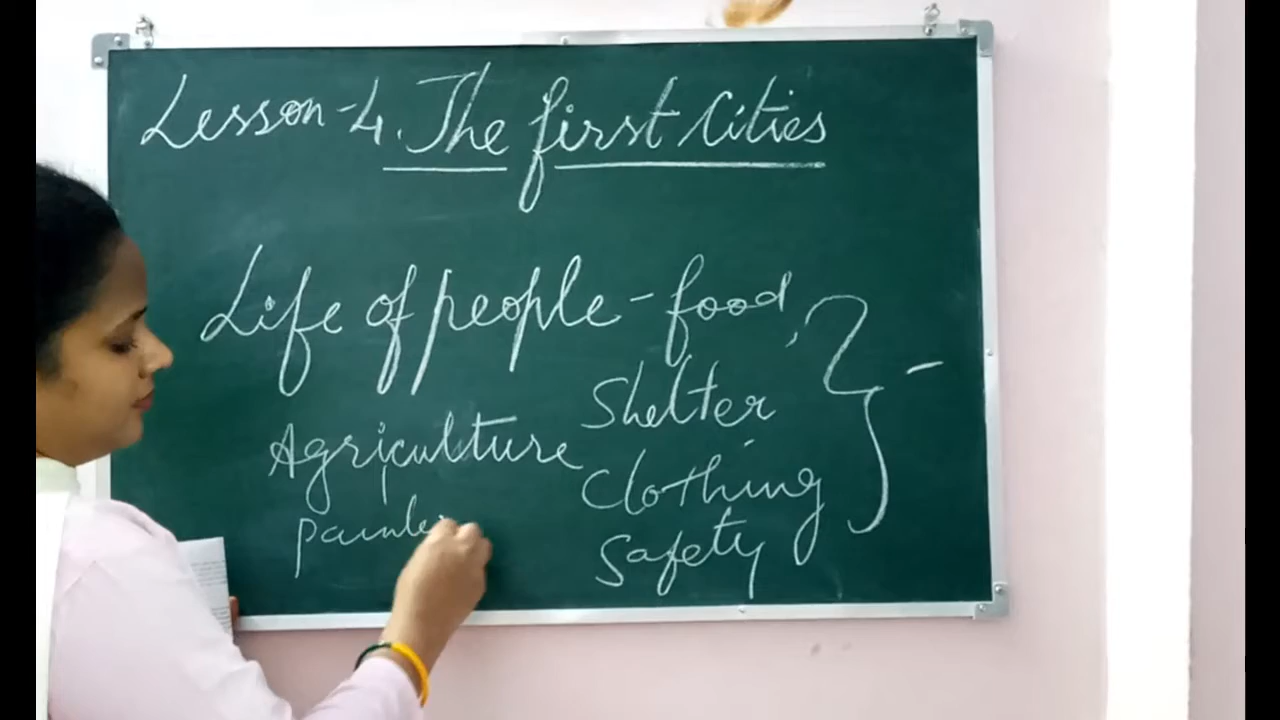 Lesson-4. The first Cities
Life of people - food,
Shelter
Agriculture
Clothing
Safety